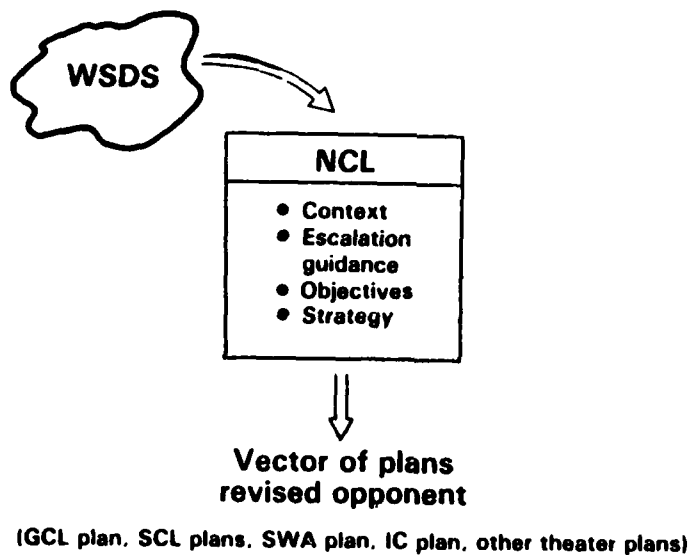 WSDS
NCL
● Context
● Escalation
guidance
● Objectives
● Strategy
Vector of plans
revised opponent
(GCL plan, SCL plans, SWA plan, IC plan, other theater plans)